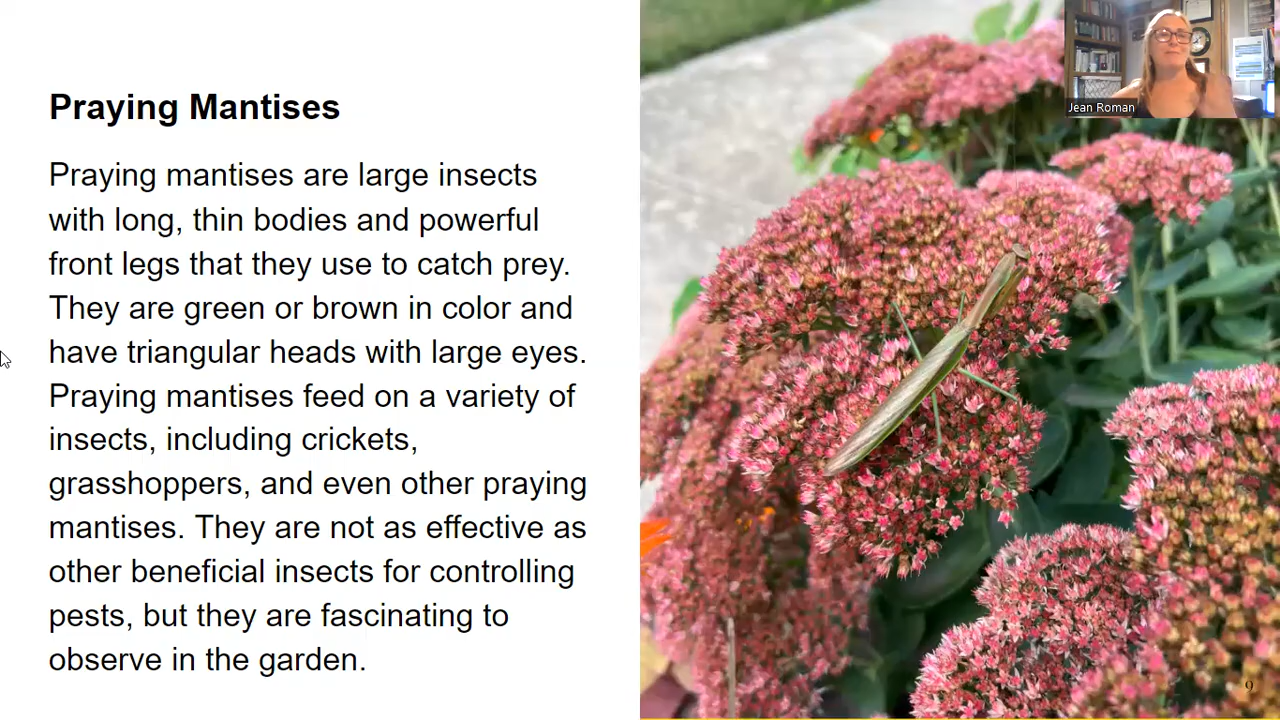 Praying Mantises
Praying mantises are large insects
with long, thin bodies and powerful
front legs that they use to catch prey.
They are green or brown in color and
have triangular heads with large eyes.
Praying mantises feed on a variety of
insects, including crickets,
grasshoppers, and even other praying
mantises. They are not as effective as
other beneficial insects for controlling
pests, but they are fascinating to
observe in the garden.
Jean Roman
9